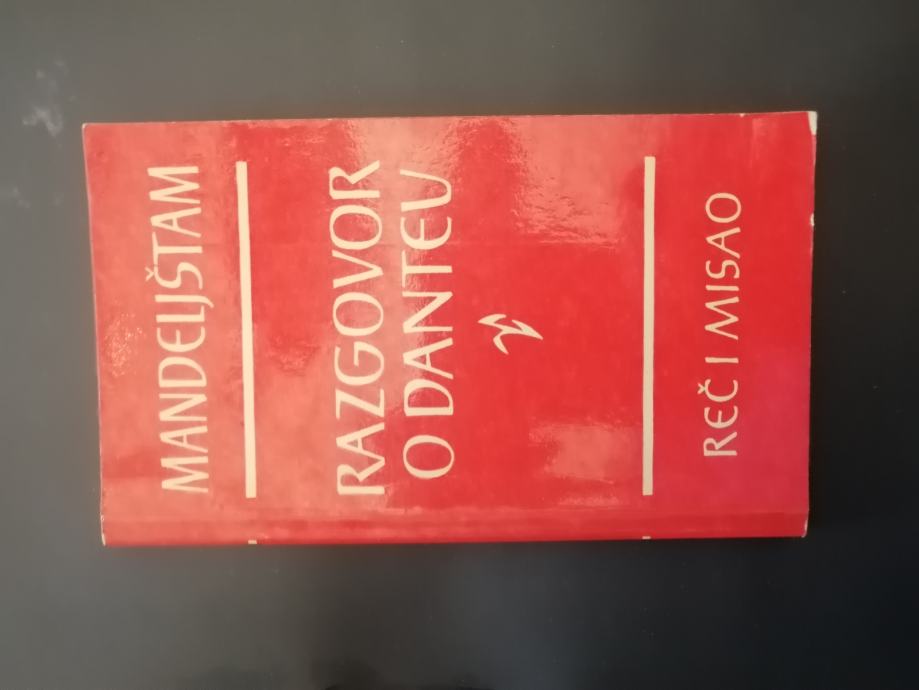 MANDELJŠTAM
RAZGOVOR
O DANTEU
REČ I MISAO